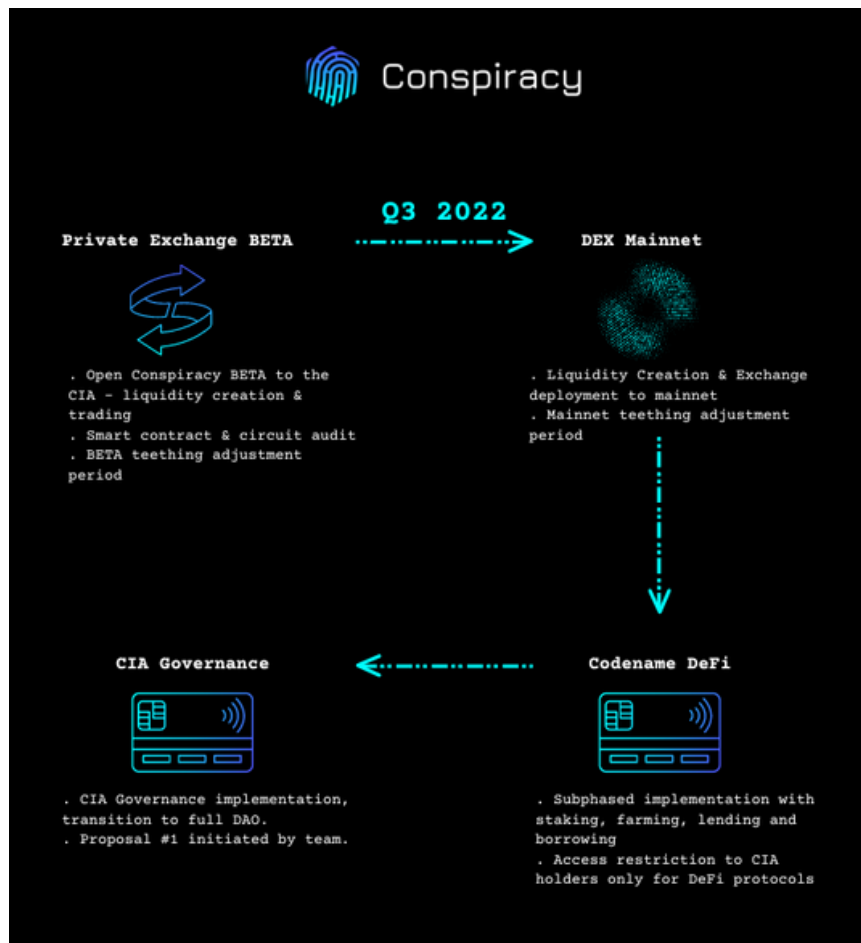 Conspiracy
Q3 2022
Private Exchange BETA
. Open Conspiracy BETA to the
CIA - liquidity creation &
trading
. Smart contract & circuit audit
. BETA teething adjustment
period
DEX Mainnet
. Liquidity Creation & Exchange
deployment to mainnet
. Mainnet teething adjustment
period
CIA Governance
. CIA Governance implementation,
transition to full DAO.
. Proposal #1 initiated by team.
Codename DeFi
. Subphased implementation with
staking, farming, lending and
borrowing
. Access restriction to CIA
holders only for DeFi protocols